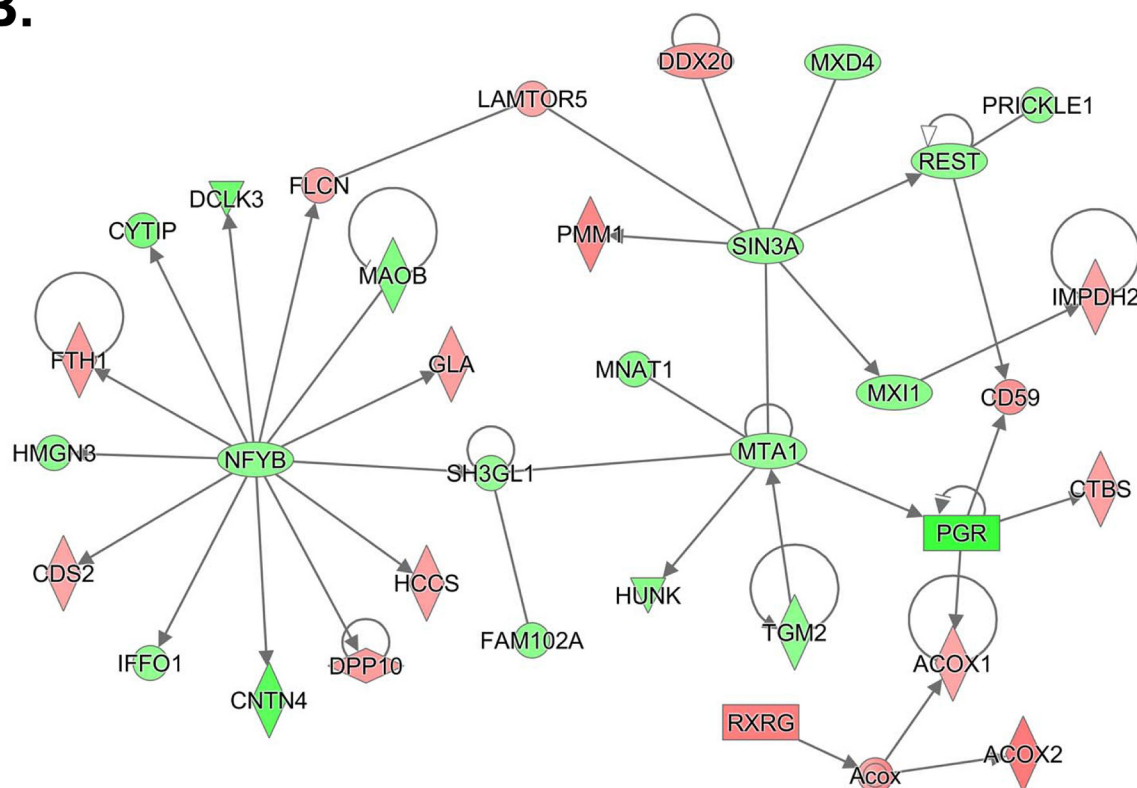 B.
DDX20
MXD4
LAMTOR5
PRICKLE1
REST
FLCN
DCLK3
CYTIP
PMM1
SIN3A
MAOB
IMPDH2
FTH1
GLA
MNAT1
MXI1
CD59
HMGN3
NFYB
SH3GL1
MTA1
CTBS
PGR
CDS2
HCCS
HUNK
TGM2
FAM102A
IFFO1
DPP10
ACOX1
CNTN4
RXRG
ACOX2
Acox